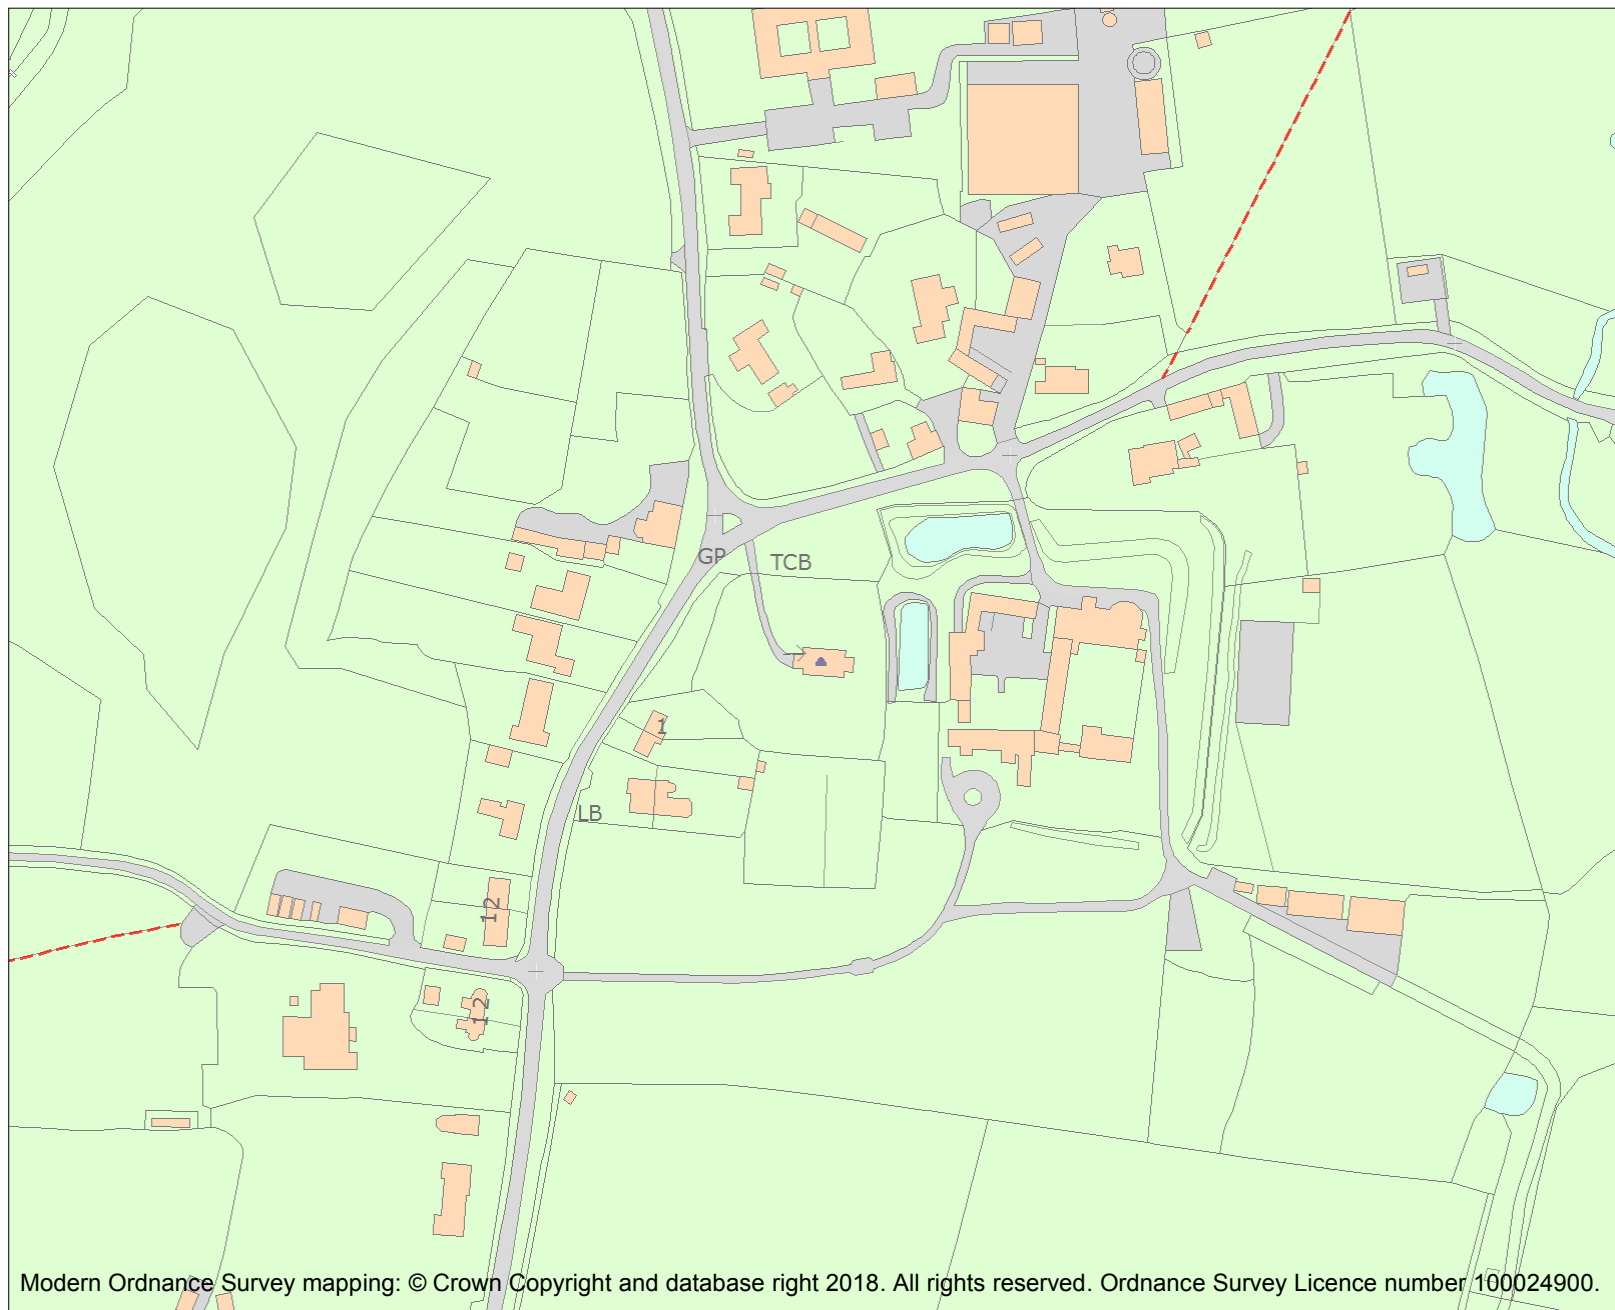 GP
TCB
1
LB
12
12
Modern Ordnance Survey mapping: © Crown Copyright and database right 2018. All rights reserved. Ordnance Survey Licence number 100024900.